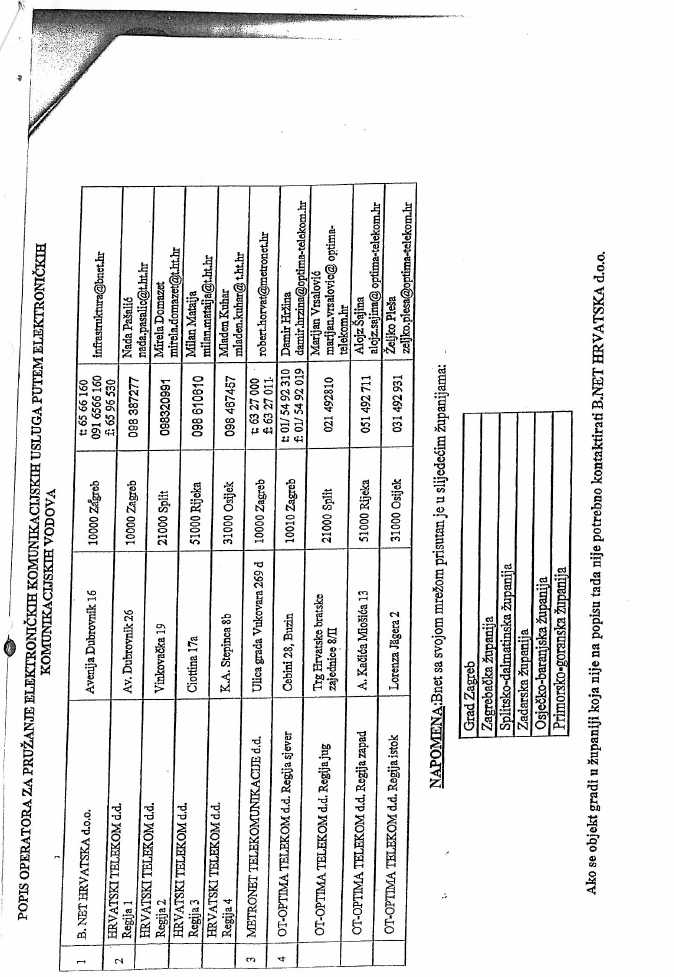 POPIS OPERATORA ZA PRUŽANJE ELEKTRONIČKIH KOMUNIKACIJSKIH USLUGA PUTEM ELEKTRONIČKIH
KOMUNIKACIJSKIH VODOVA
1 B. NET HRVATSKA d.o.o. Avenija Dubrovnik 16 10000 Zagreb t: 65 66 160
091 6566 160
f: 65 96 530 infrastruktura@bnet.hr
2 HRVATSKI TELEKOM d.d.
Regija 1 Av. Dubrovnik 26 10000 Zagreb 098 387277 Nada Pašalić
nada.pasalic@t.ht.hr
HRVATSKI TELEKOM d.d.
Regija 2 Vinkovačka 19 21000 Split 098320991 Mirela Domazet
mirela.domazet@t.ht.hr
HRVATSKI TELEKOM d.d.
Regija 3 Ciottina 17a 51000 Rijeka 098 610610 Milan Mataija
milan.mataija@t.ht.hr
HRVATSKI TELEKOM d.d.
Regija 4 K.A. Stepinca 8b 31000 Osijek 098 467457 Mladen Kuhar
mladen.kuhar@ t.ht.hr
3 METRONET TELEKOMUNIKACIJE d.d. Ulica grada Vukovara 269 d 10000 Zagreb t: 63 27 000
f: 63 27 011 robert.horvat@metronet.hr
4 OT-OPTIMA TELEKOM d.d. Regija sjever Cebini 28, Buzin 10010 Zagreb t: 01/ 54 92 310
f: 01/ 54 92 019 Damir Hržina
damir.hrzina@optima-telekom.hr
OT-OPTIMA TELEKOM d.d. Regija jug Trg Hrvatske bratske
zajednice 8/II 21000 Split 021 492810 Marijan Vrsalović
marijan.vrsalovic@ optima-
telekom.hr
OT-OPTIMA TELEKOM d.d. Regija zapad A. Kačića Miošića 13 51000 Rijeka 051 492 711 Alojz Šajina
alojz.sajina@ optima-telekom.hr
OT-OPTIMA TELEKOM d.d. Regija istok Lorenza Jägera 2 31000 Osijek 031 492 931 Željko Pleša
zeljko.plesa@optima-telekom.hr
NAPOMENA:Bnet sa svojom mrežom prisutan je u slijedećim županijama:
Grad Zagreb
Zagrebačka županija
Splitsko-dalmatinska županija
Zadarska županija
Osječko-baranjska županija
Primorsko-goranska županija
Ako se objekt gradi u županiji koja nije na popisu tada nije potrebno kontaktirati B.NET HRVATSKA d.o.o.